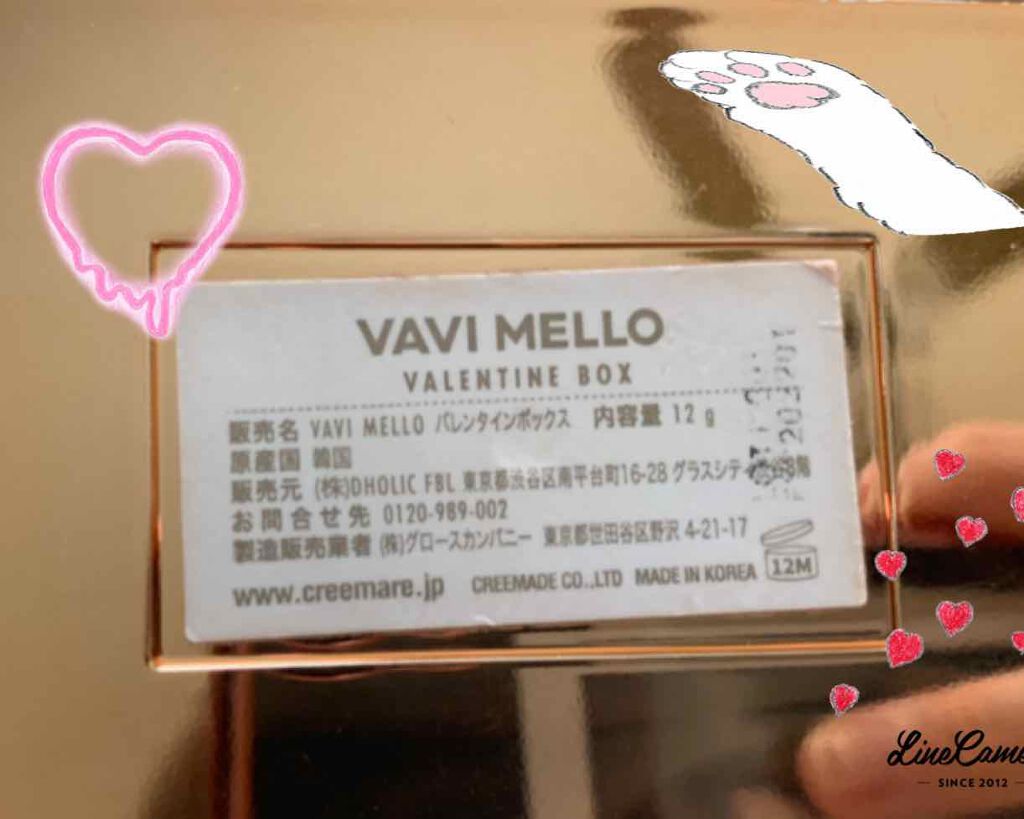 VAVI MELLO
VALENTINE BOX
販売名 VAVI MELLO バレンタインボックス 内容量 12 g
原産国 韓国
販売元 (株)DHOLIC FBL 東京都渋谷区南平台町16-28 グラスシティ 8階
お問合せ先 0120-989-002
製造販売業者 (株)グロースカンパニー 東京都世田谷区野沢 4-21-17
12M
www.creemare.jp CREEMADE CO.,LTD MADE IN KOREA
LineCame
SINCE 2012